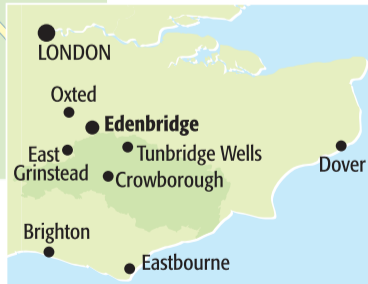 LONDON
Oxted
Edenbridge
East
Grinstead
Tunbridge Wells
Crowborough
Dover
Brighton
Eastbourne